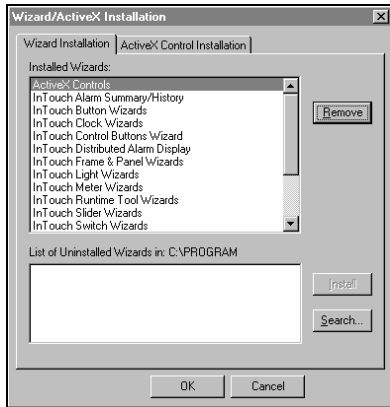 Wizard/ActiveX Installation
Wizard Installation
ActiveX Control Installation
Installed Wizards:
ActiveX Controls
InTouch Alarm Summary/History
InTouch Button Wizards
InTouch Clock Wizards
InTouch Control Buttons Wizard
InTouch Distributed Alarm Display
InTouch Frame & Panel Wizards
InTouch Light Wizards
InTouch Meter Wizards
InTouch Runtime Tool Wizards
InTouch Slider Wizards
InTouch Switch Wizards
Remove
List of Uninstalled Wizards in: C:\PROGRAM
Install
Search...
OK
Cancel